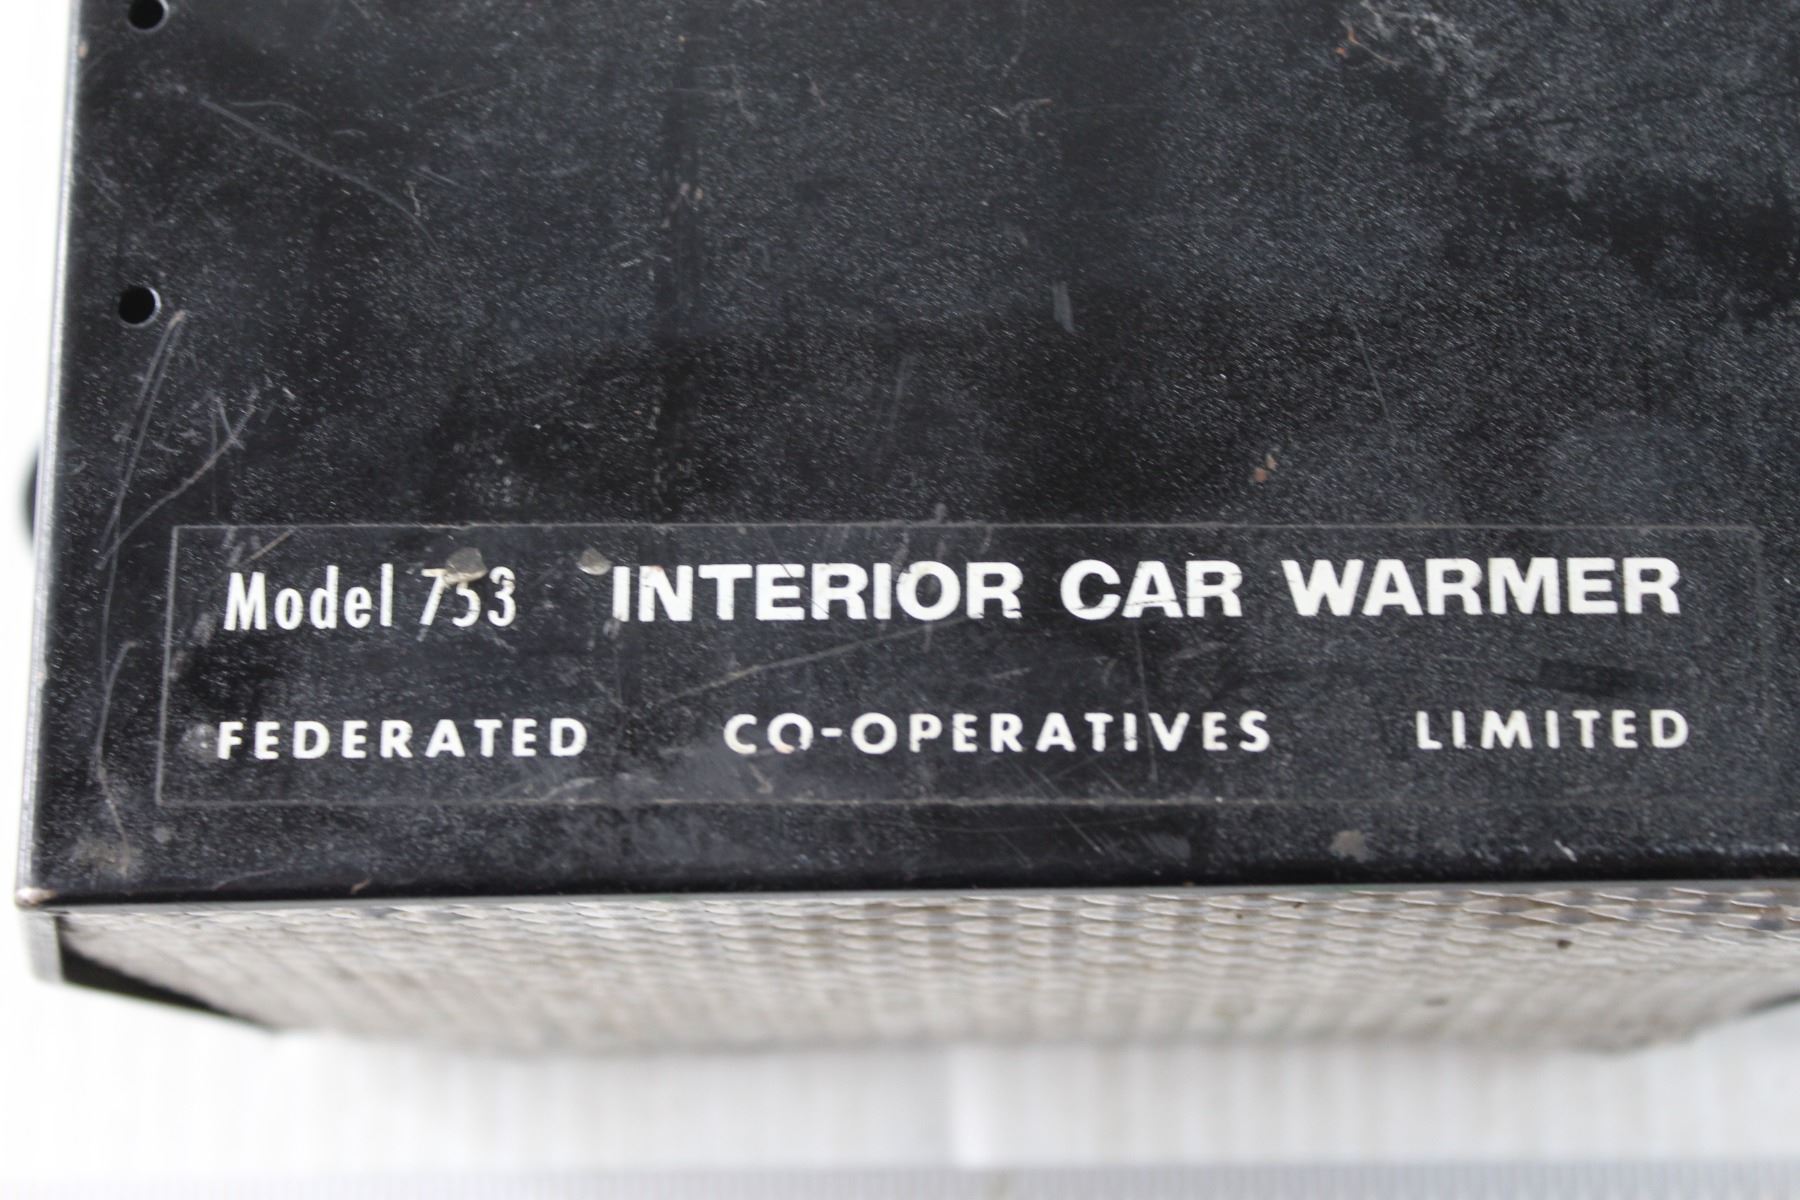 Model 753 INTERIOR CAR WARMER
FEDERATED CO-OPERATIVES LIMITED